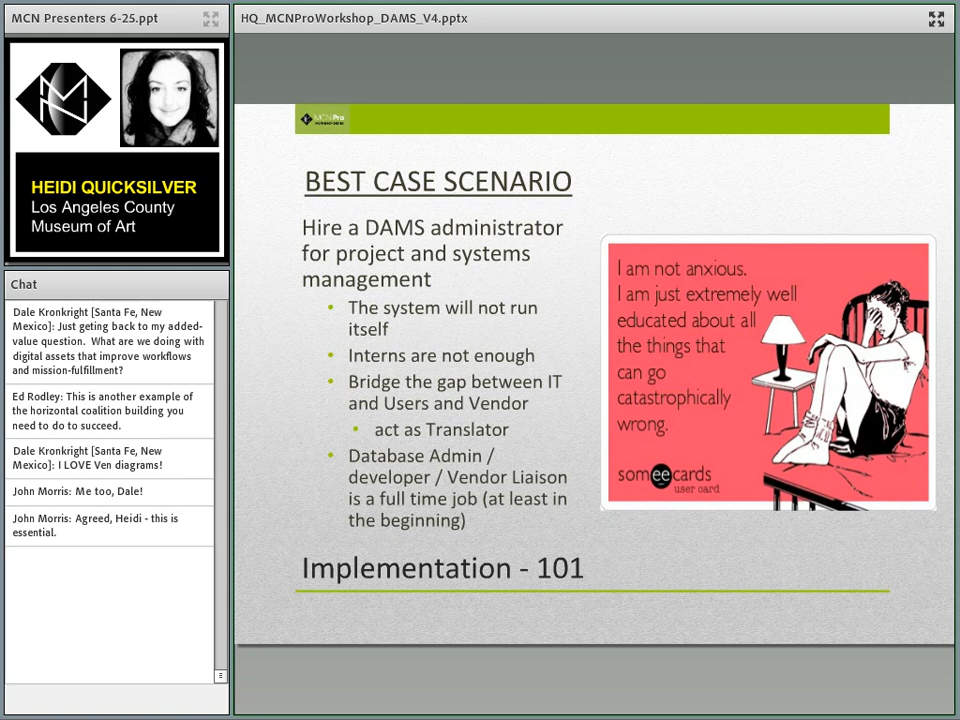 MCN Presenters 6-25.ppt
HEIDI QUICKSILVER
Los Angeles County
Museum of Art
Chat
Dale Kronkright [Santa Fe, New
Mexico]: Just geting back to my added-
value question.  What are we doing with
digital assets that improve workflows
and mission-fulfillment?
Ed Rodley: This is another example of
the horizontal coalition building you
need to do to succeed.
Dale Kronkright [Santa Fe, New
Mexico]: I LOVE Ven diagrams!
John Morris: Me too, Dale!
John Morris: Agreed, Heidi - this is
essential.
HQ_MCNProWorkshop_DAMS_V4.pptx
MCN Pro
BEST CASE SCENARIO
Hire a DAMS administrator
for project and systems
management
• The system will not run
itself
• Interns are not enough
• Bridge the gap between IT
and Users and Vendor
• act as Translator
• Database Admin /
developer / Vendor Liaison
is a full time job (at least in
the beginning)
I am not anxious.
I am just extremely well
educated about all
the things that
can go
catastrophically
wrong.
someecards
user card
Implementation - 101